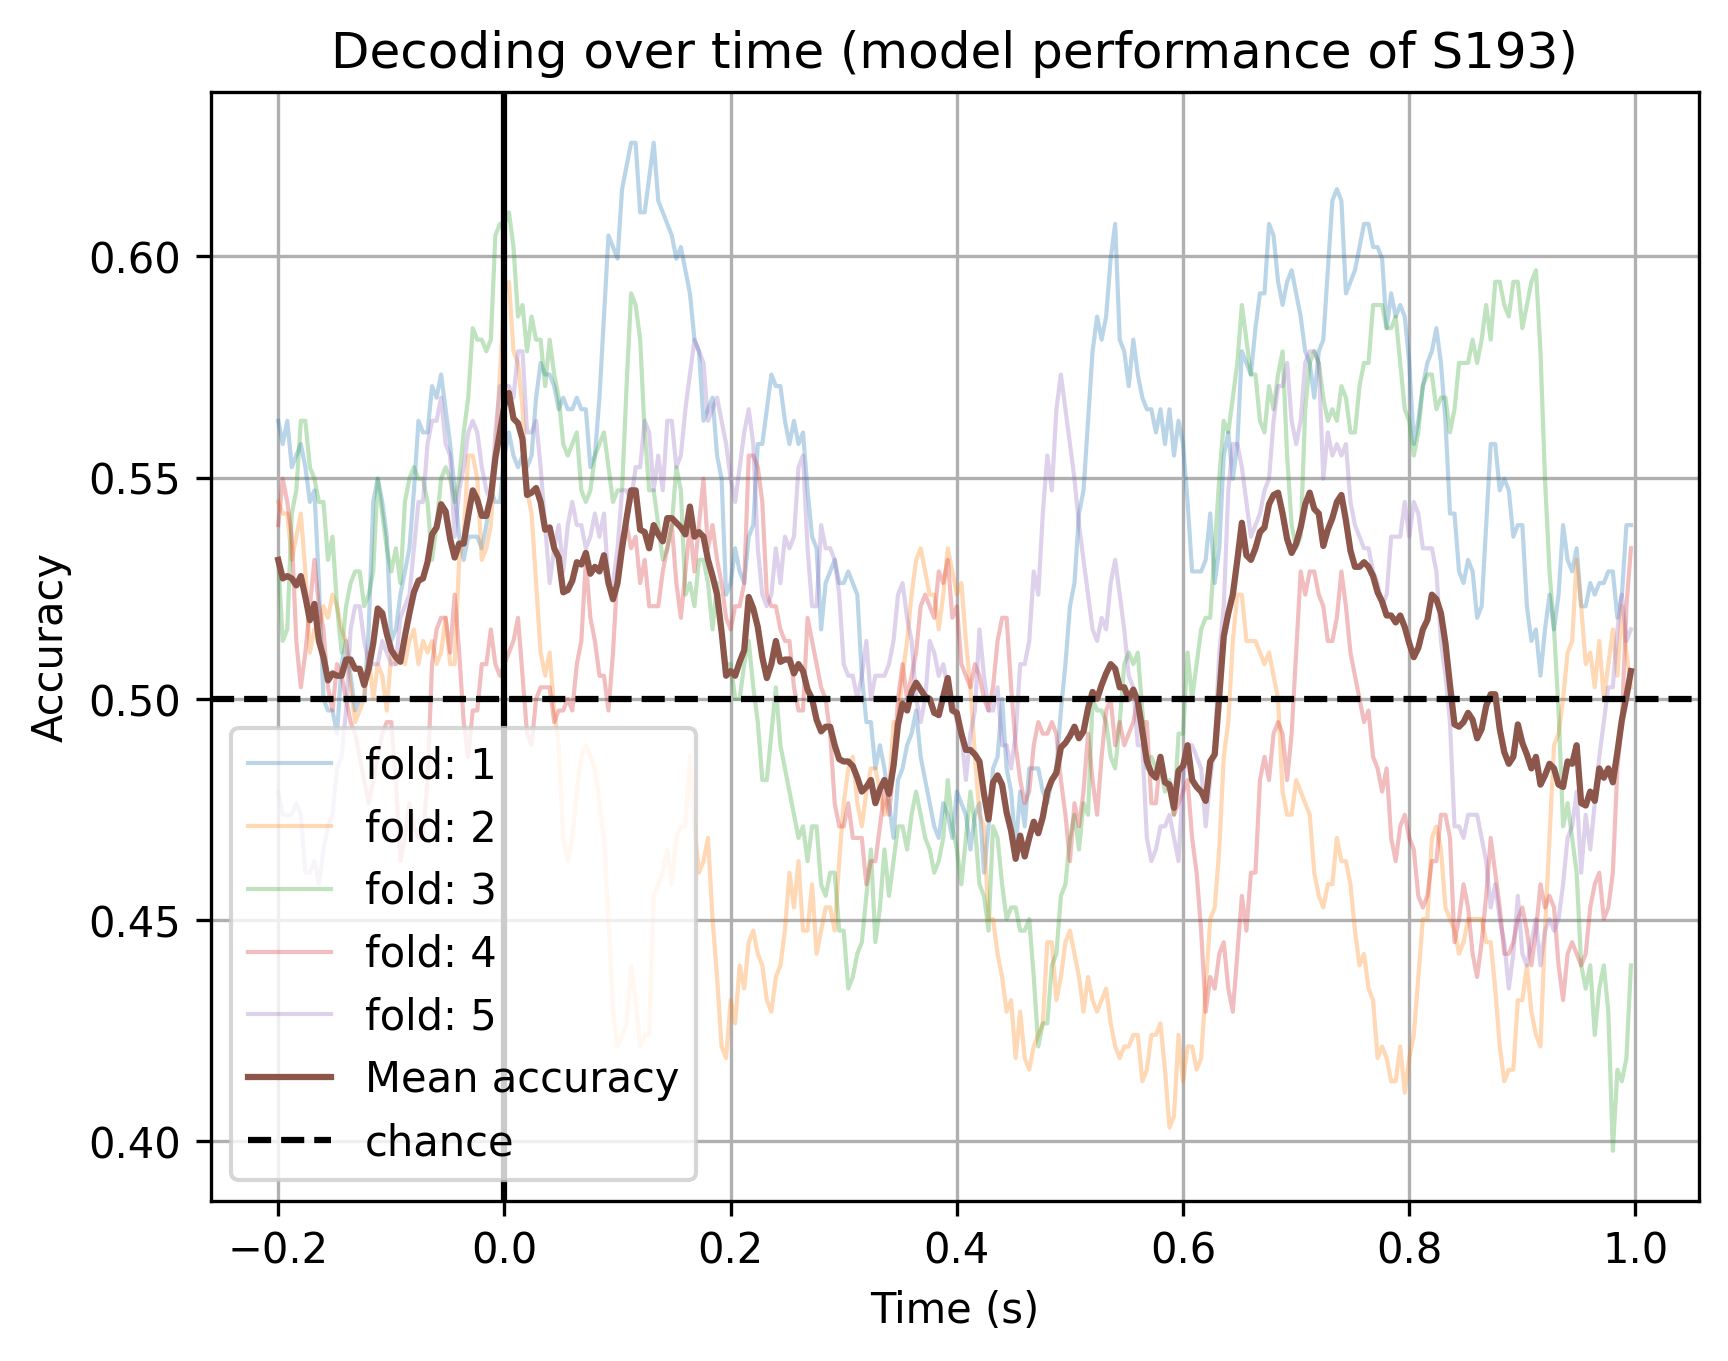 Decoding over time (model performance of S193)
Accuracy
0.60
0.55
0.50
0.45
0.40
fold: 1
fold: 2
fold: 3
fold: 4
fold: 5
Mean accuracy
chance
−0.2 0.0 0.2 0.4 0.6 0.8 1.0
Time (s)